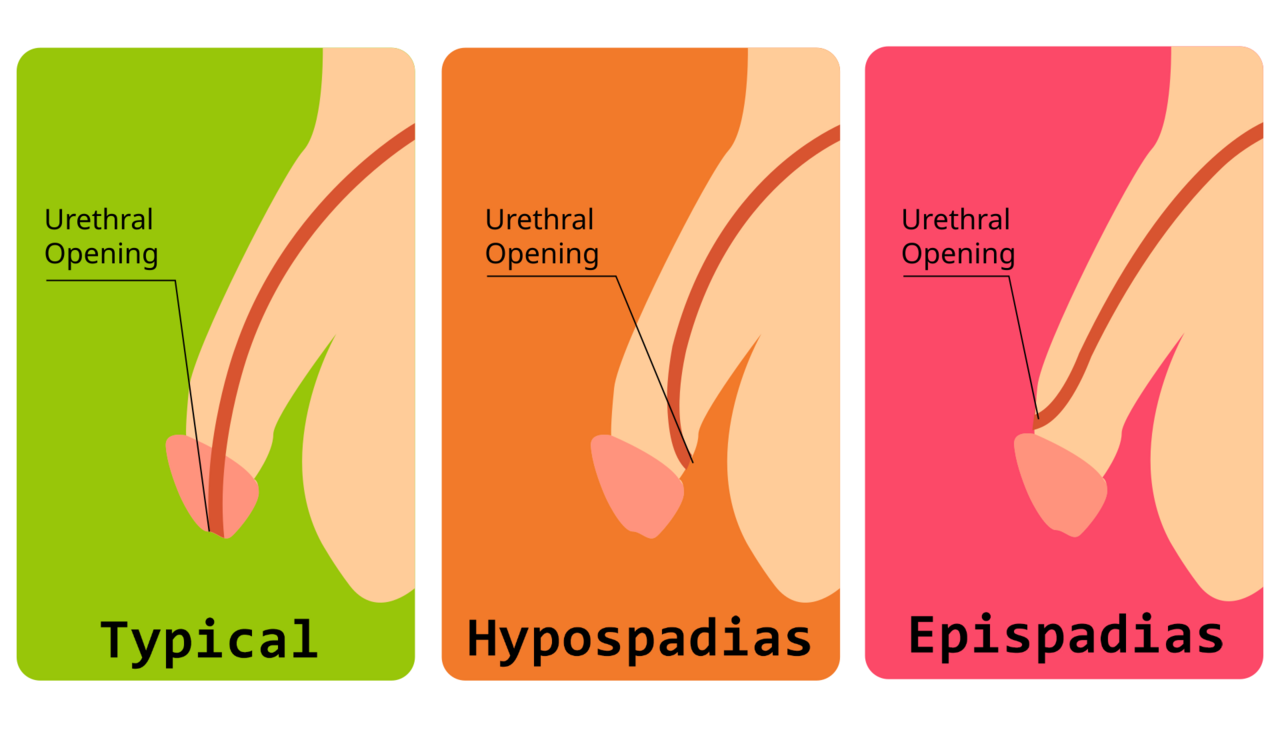 Urethral
Opening
Typical
Urethral
Opening
Hypospadias
Urethral
Opening
Epispadias